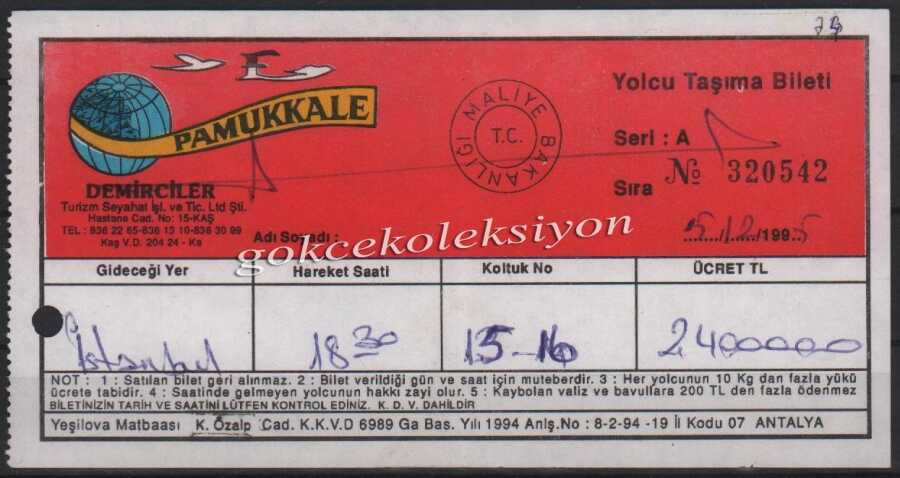 PAMUKKALE
DEMİRCİLER
Turizm Seyahat İşl. ve Tic. Ltd Şti.
Hastane Cad. No: 15-KAŞ
TEL : 836 22 65-836 13 10-836 30 99
Kaş V.D. 204 24 - Ka
Adı Soyadı :
MALİYE BAKANLIĞI
T.C.
Yolcu Taşıma Bileti
Seri : A
Sıra № 320542
5/12/1995
gokcekoleksiyon
Gideceği Yer Hareket Saati Koltuk No ÜCRET TL
İstanbul 18 30 15-16 2400000
NOT : 1 : Satılan bilet geri alınmaz. 2 : Bilet verildiği gün ve saat için muteberdir. 3 : Her yolcunun 10 Kg dan fazla yükü
ücrete tabidir. 4 : Saatinde gelmeyen yolcunun hakkı zayi olur. 5 : Kaybolan valiz ve bavullara 200 TL den fazla ödenmez
BİLETİNİZİN TARİH VE SAATİNİ LÜTFEN KONTROL EDİNİZ. K. D. V. DAHİLDİR
Yeşilova Matbaası K. Özalp Cad. K.K.V.D 6989 Ga Bas. Yılı 1994 Anlş.No : 8-2-94 -19 İl Kodu 07 ANTALYA